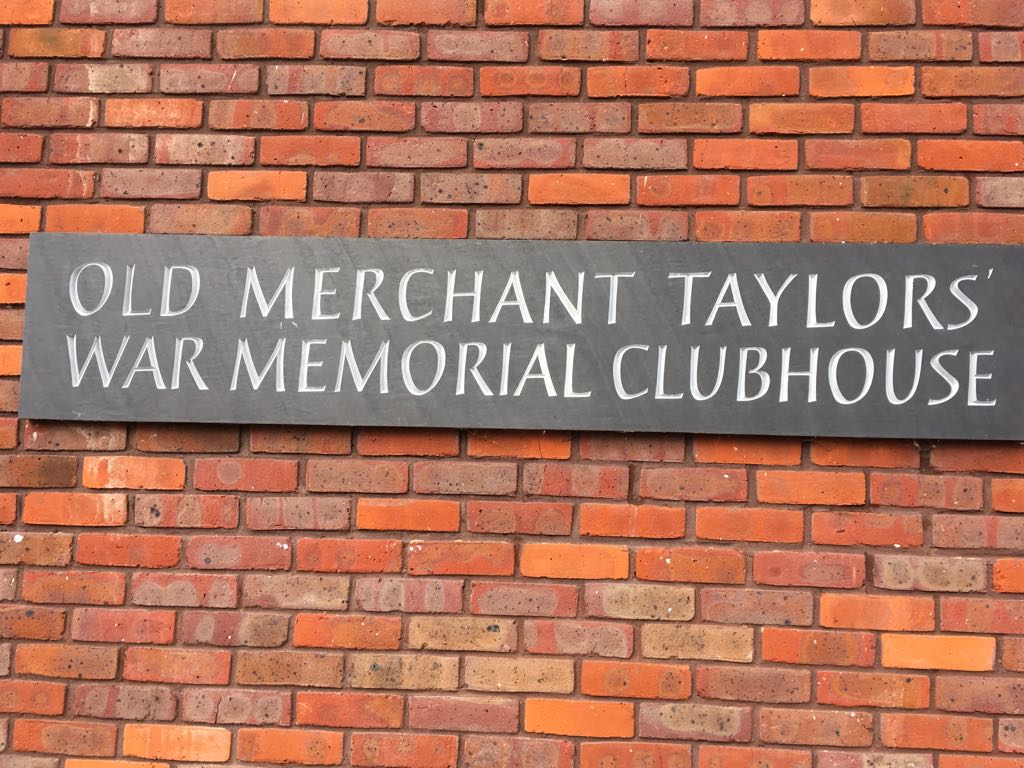 OLD MERCHANT TAYLORS'
WAR MEMORIAL CLUBHOUSE